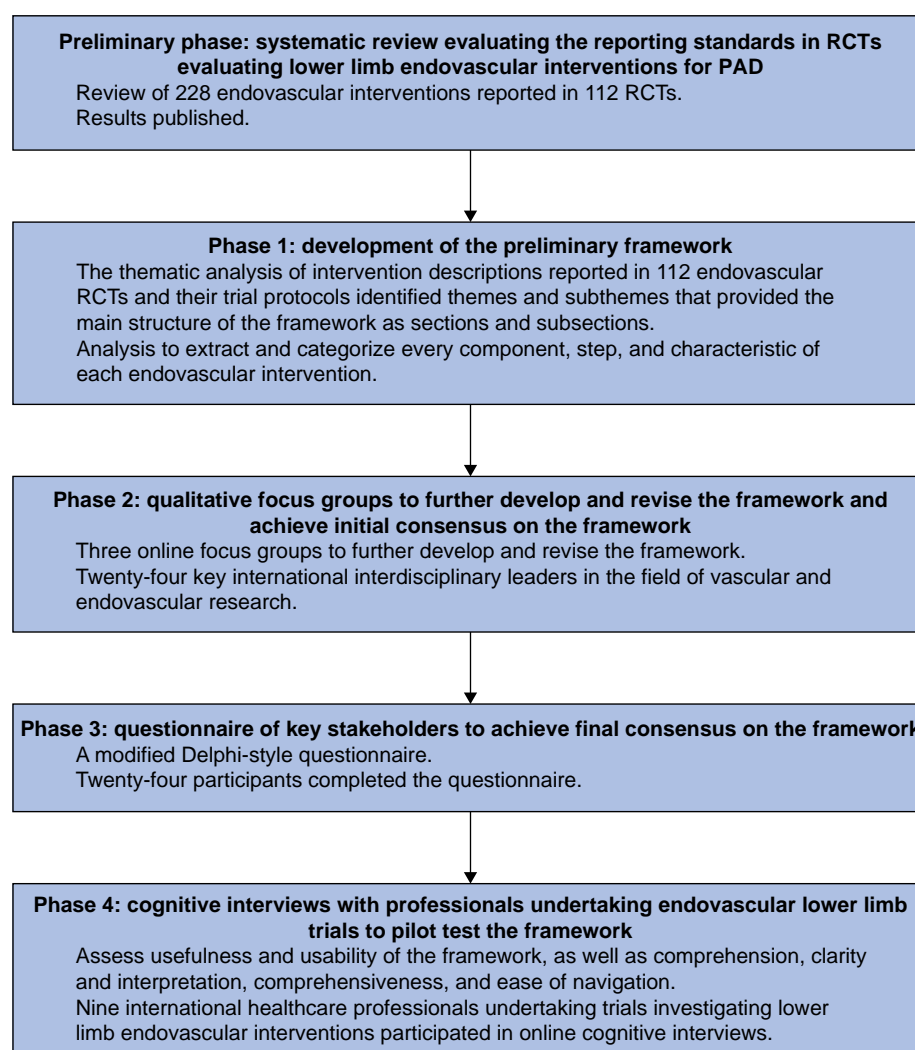 Preliminary phase: systematic review evaluating the reporting standards in RCTs
evaluating lower limb endovascular interventions for PAD
Review of 228 endovascular interventions reported in 112 RCTs.
Results published.
Phase 1: development of the preliminary framework
The thematic analysis of intervention descriptions reported in 112 endovascular
RCTs and their trial protocols identified themes and subthemes that provided the
main structure of the framework as sections and subsections.
Analysis to extract and categorize every component, step, and characteristic of
each endovascular intervention.
Phase 2: qualitative focus groups to further develop and revise the framework and
achieve initial consensus on the framework
Three online focus groups to further develop and revise the framework.
Twenty-four key international interdisciplinary leaders in the field of vascular and
endovascular research.
Phase 3: questionnaire of key stakeholders to achieve final consensus on the framework
A modified Delphi-style questionnaire.
Twenty-four participants completed the questionnaire.
Phase 4: cognitive interviews with professionals undertaking endovascular lower limb
trials to pilot test the framework
Assess usefulness and usability of the framework, as well as comprehension, clarity
and interpretation, comprehensiveness, and ease of navigation.
Nine international healthcare professionals undertaking trials investigating lower
limb endovascular interventions participated in online cognitive interviews.